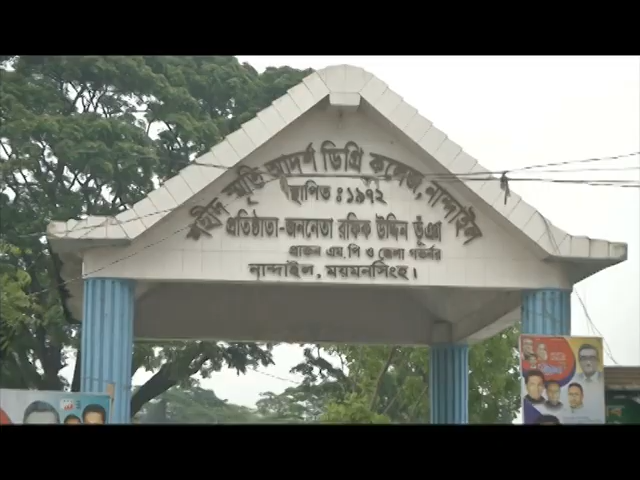 শহীদ স্মৃতি আদর্শ ডিগ্রি কলেজ, নান্দাইল
স্থাপিত : ১৯৭২
প্রতিষ্ঠাতা-জননেতা রফিক উদ্দিন ভূঁঞা
প্রাক্তন এম.পি ও জেলা গভর্নর
নান্দাইল, ময়মনসিংহ।